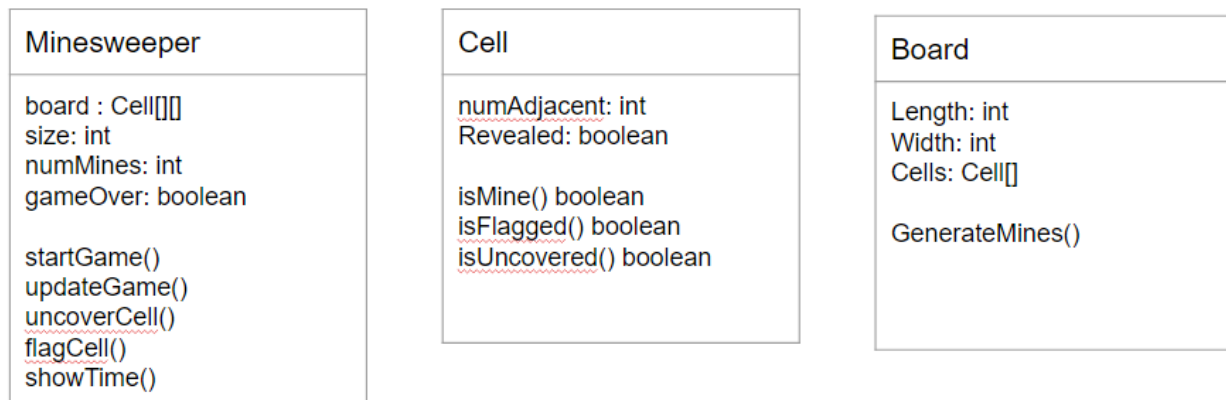 Minesweeper
board : Cell[][]
size: int
numMines: int
gameOver: boolean
startGame()
updateGame()
uncoverCell()
flagCell()
showTime()
Cell
numAdjacent: int
Revealed: boolean
isMine() boolean
isFlagged() boolean
isUncovered() boolean
Board
Length: int
Width: int
Cells: Cell[]
GenerateMines()